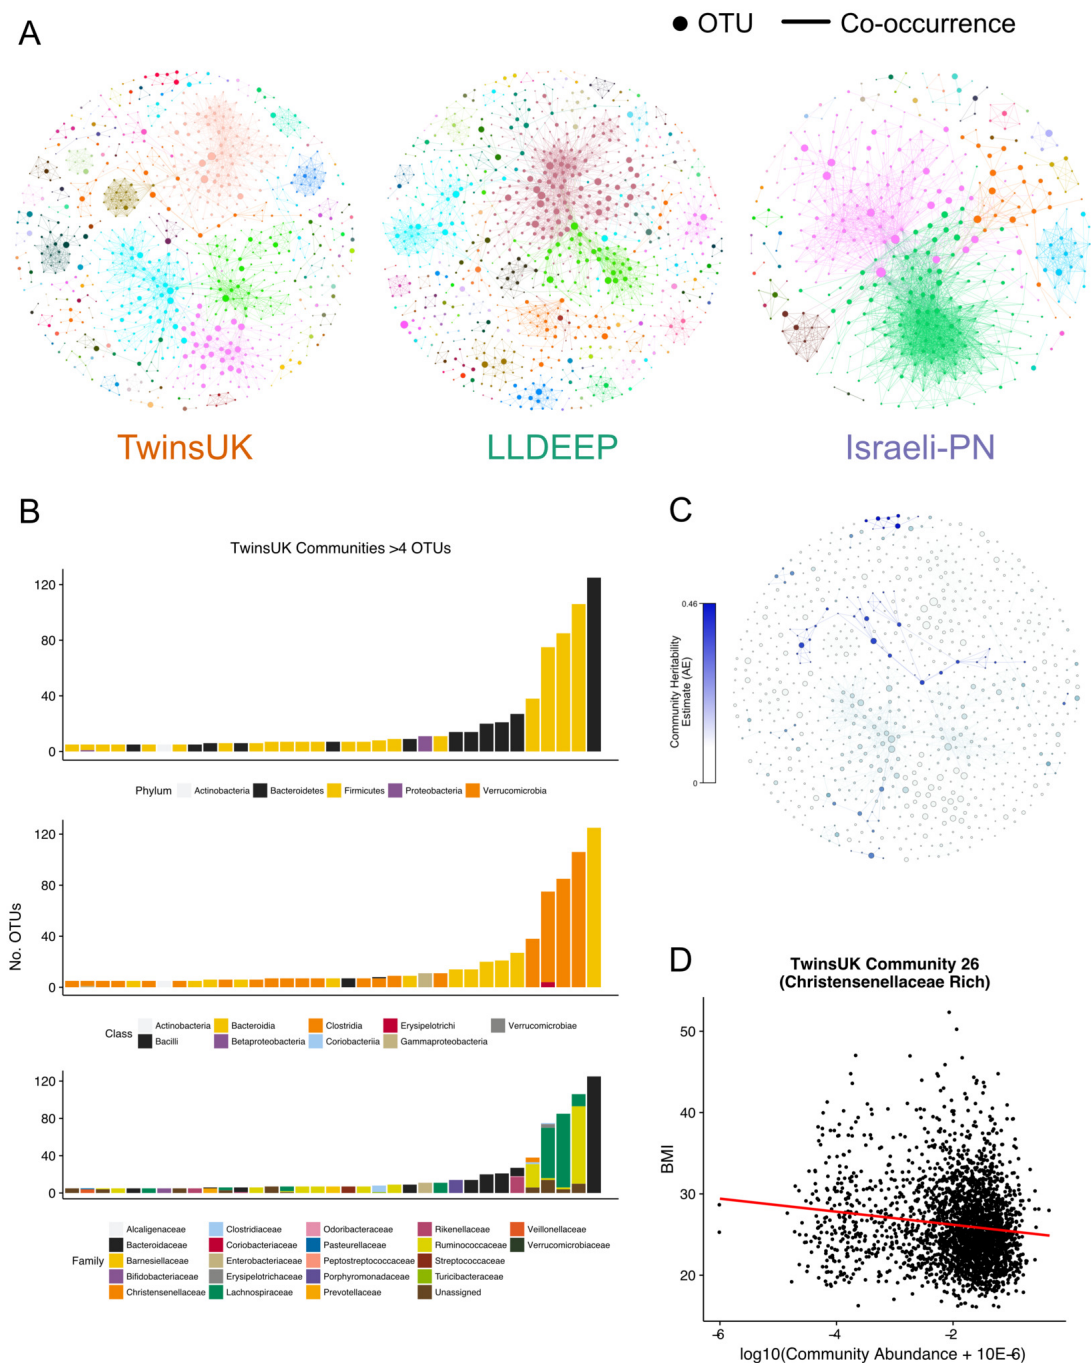 A
OTU
Co-occurrence
TwinsUK
LLDEEP
Israeli-PN
B
TwinsUK Communities >4 OTUs
120
80
40
0
Phylum
Actinobacteria
Bacteroidetes
Firmicutes
Proteobacteria
Verrucomicrobia
No. OTUs
120
80
40
0
Class
Actinobacteria
Bacteroidia
Clostridia
Erysipelotrichi
Verrucomicrobiae
Bacilli
Betaproteobacteria
Coriobacteriia
Gammaproteobacteria
120
80
40
0
Family
Alcaligenaceae
Clostridiaceae
Odoribacteraceae
Rikenellaceae
Veillonellaceae
Bacteroidaceae
Coriobacteriaceae
Pasteurellaceae
Ruminococcaceae
Verrucomicrobiaceae
Barnesiellaceae
Enterobacteriaceae
Peptostreptococcaceae
Streptococcaceae
Bifidobacteriaceae
Erysipelotrichaceae
Porphyromonadaceae
Turicibacteraceae
Christensenellaceae
Lachnospiraceae
Prevotellaceae
Unassigned
C
0.46
Community Heritability
Estimate (AE)
0
D
TwinsUK Community 26
(Christensenellaceae Rich)
BMI
50
40
30
20
-6
-4
-2
log10(Community Abundance + 10E-6)